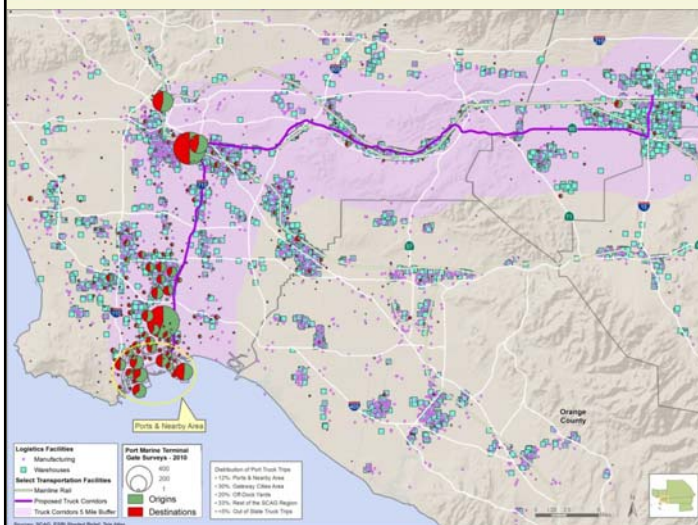 Ports & Nearby Area
Orange
County
Logistics Facilities
Manufacturing
Warehouses
Select Transportation Facilities
Mainline Rail
Proposed Truck Corridors
Truck Corridors 5 Mile Buffer
Port Marine Terminal
Gate Surveys - 2010
400
200
1
Origins
Destinations
Distribution of Port Truck Trips
Ports & Nearby Area
Gateway Cities Area
Off-Dock Yards
Rest of the SCAG Region
Out of State Truck Trips